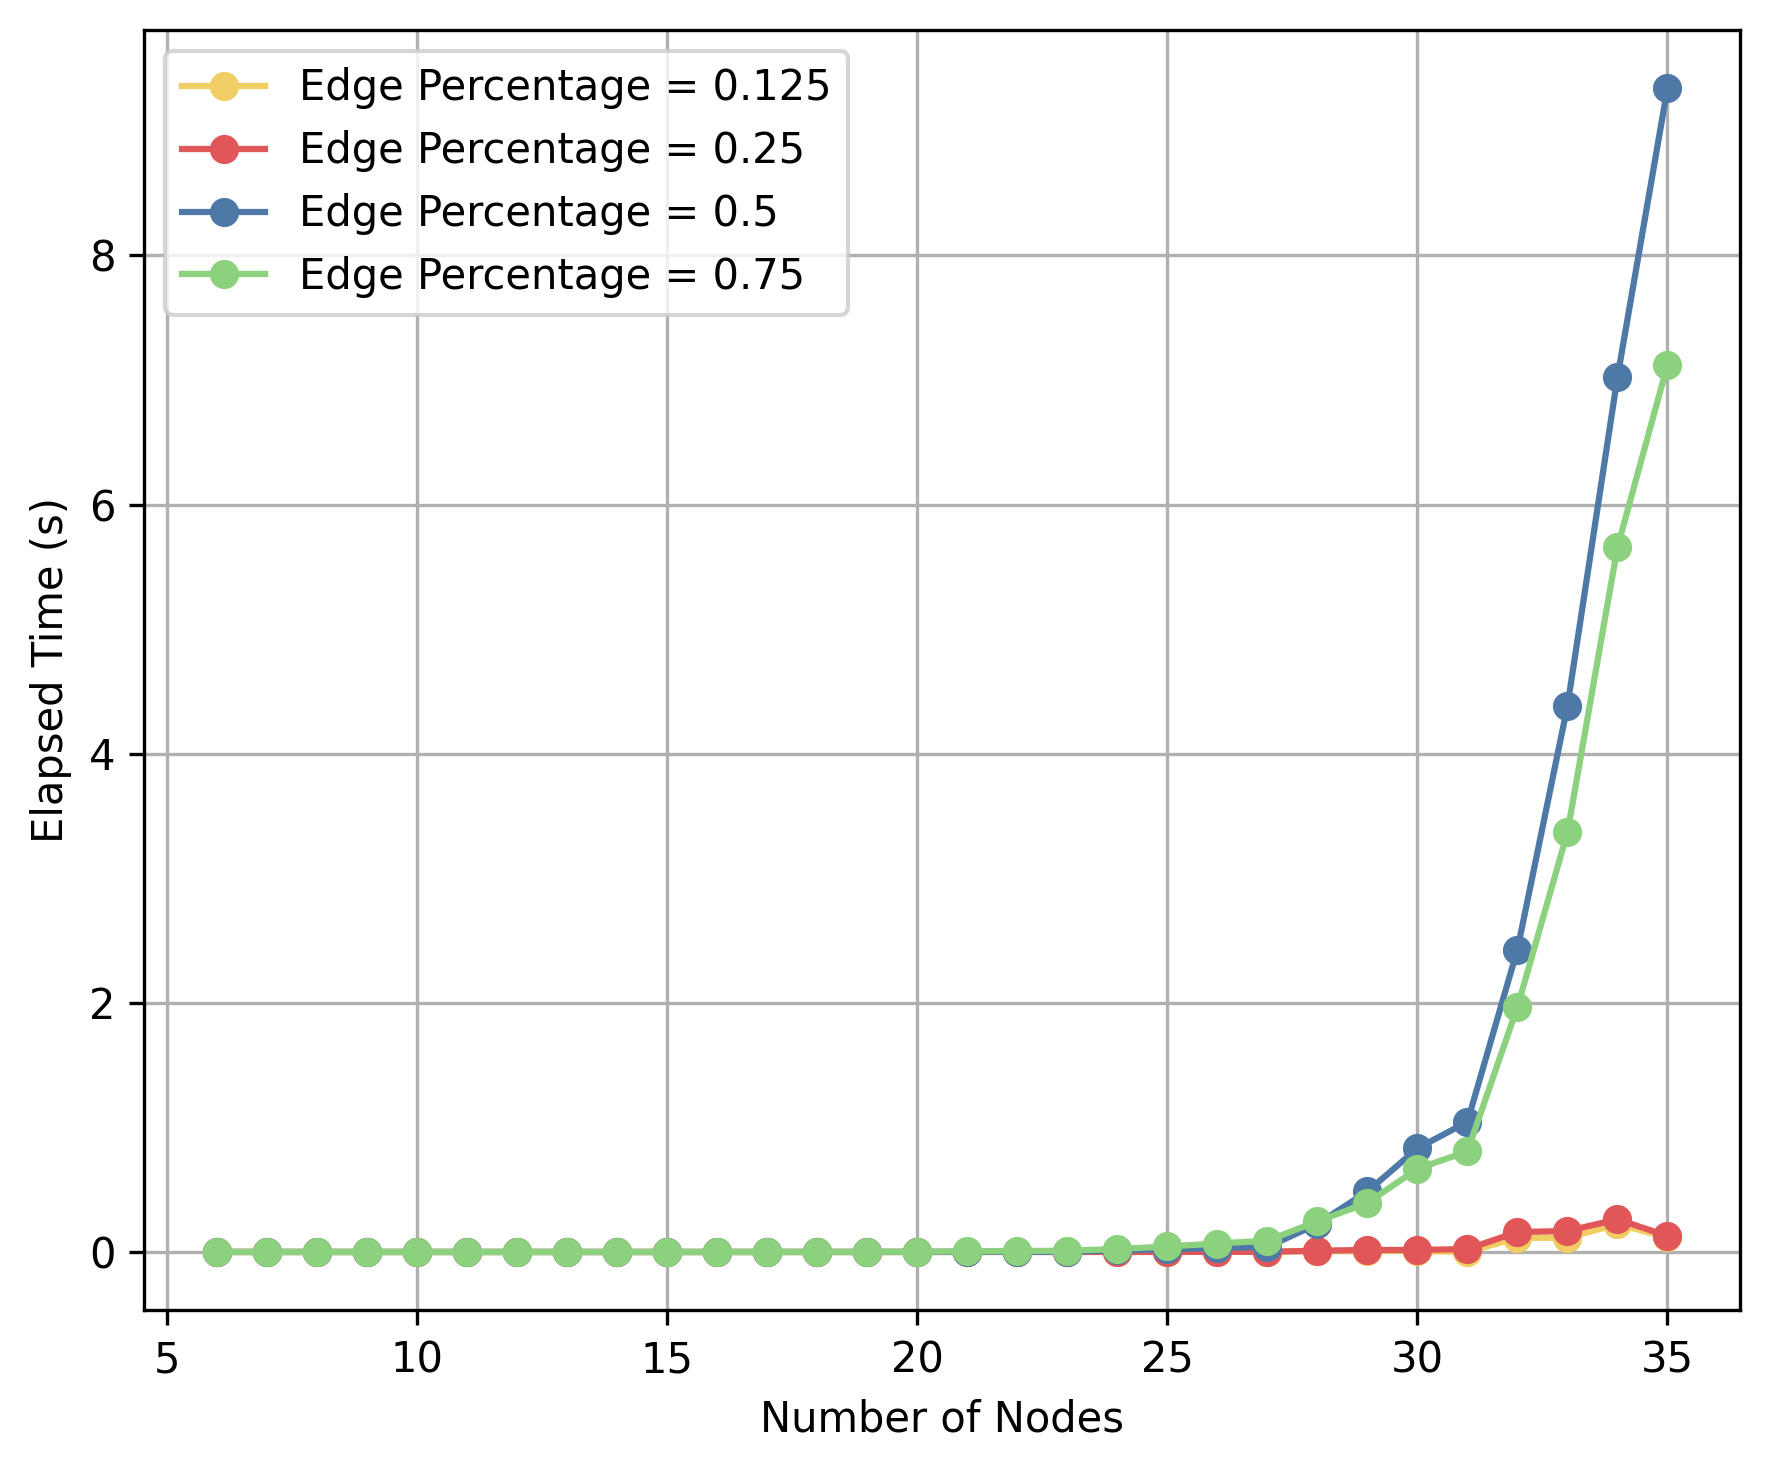 Edge Percentage = 0.125
Edge Percentage = 0.25
Edge Percentage = 0.5
Edge Percentage = 0.75
8
6
4
2
0
Elapsed Time (s)
5 10 15 20 25 30 35
Number of Nodes